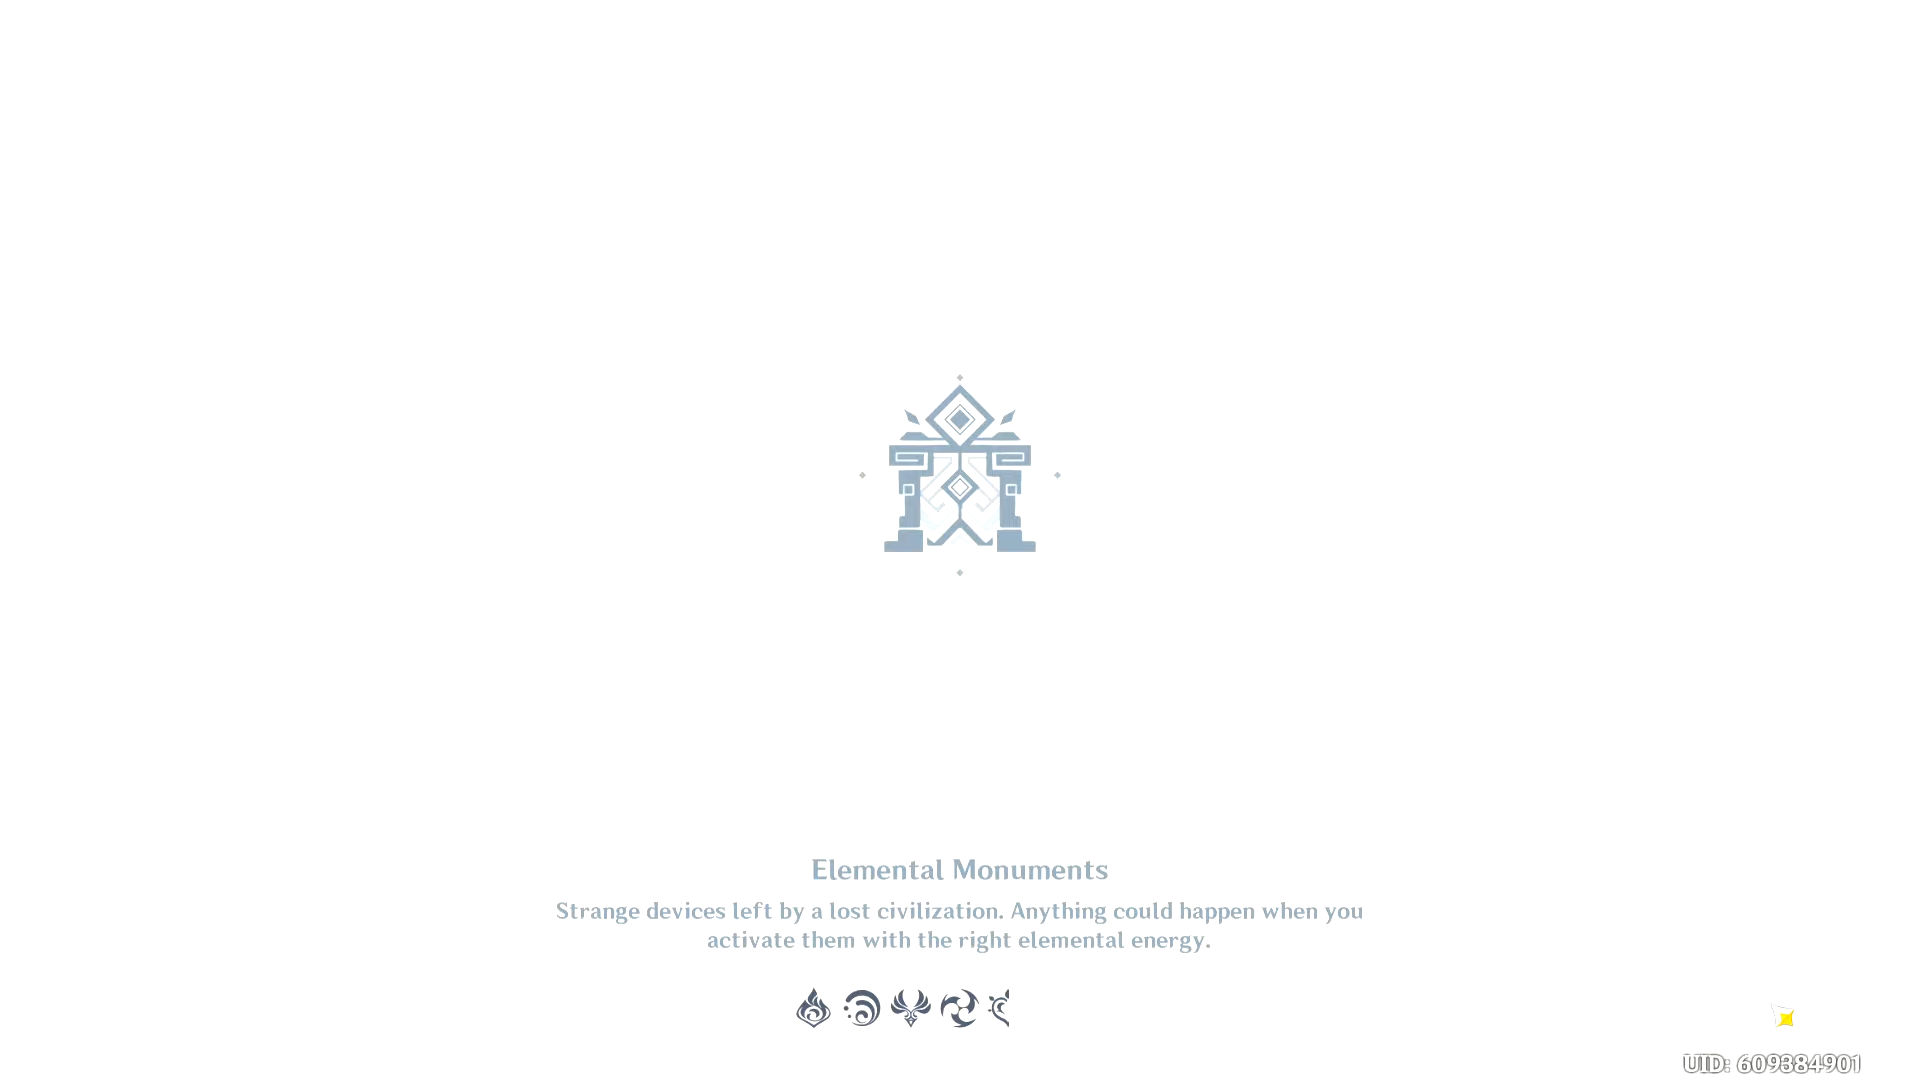 Elemental Monuments
Strange devices left by a lost civilization. Anything could happen when you
activate them with the right elemental energy.
UID: 609384901